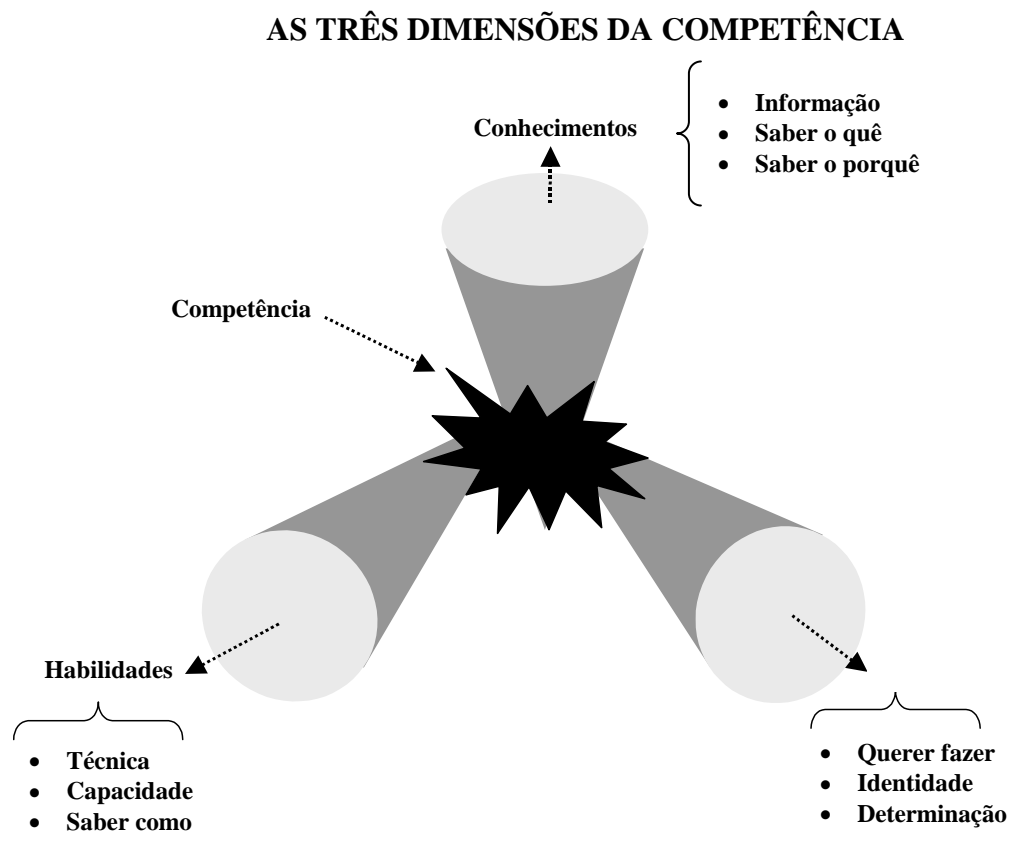 AS TRÊS DIMENSÕES DA COMPETÊNCIA
Conhecimentos
• Informação
• Saber o quê
• Saber o porquê
Competência
Habilidades
• Técnica
• Capacidade
• Saber como
• Querer fazer
• Identidade
• Determinação